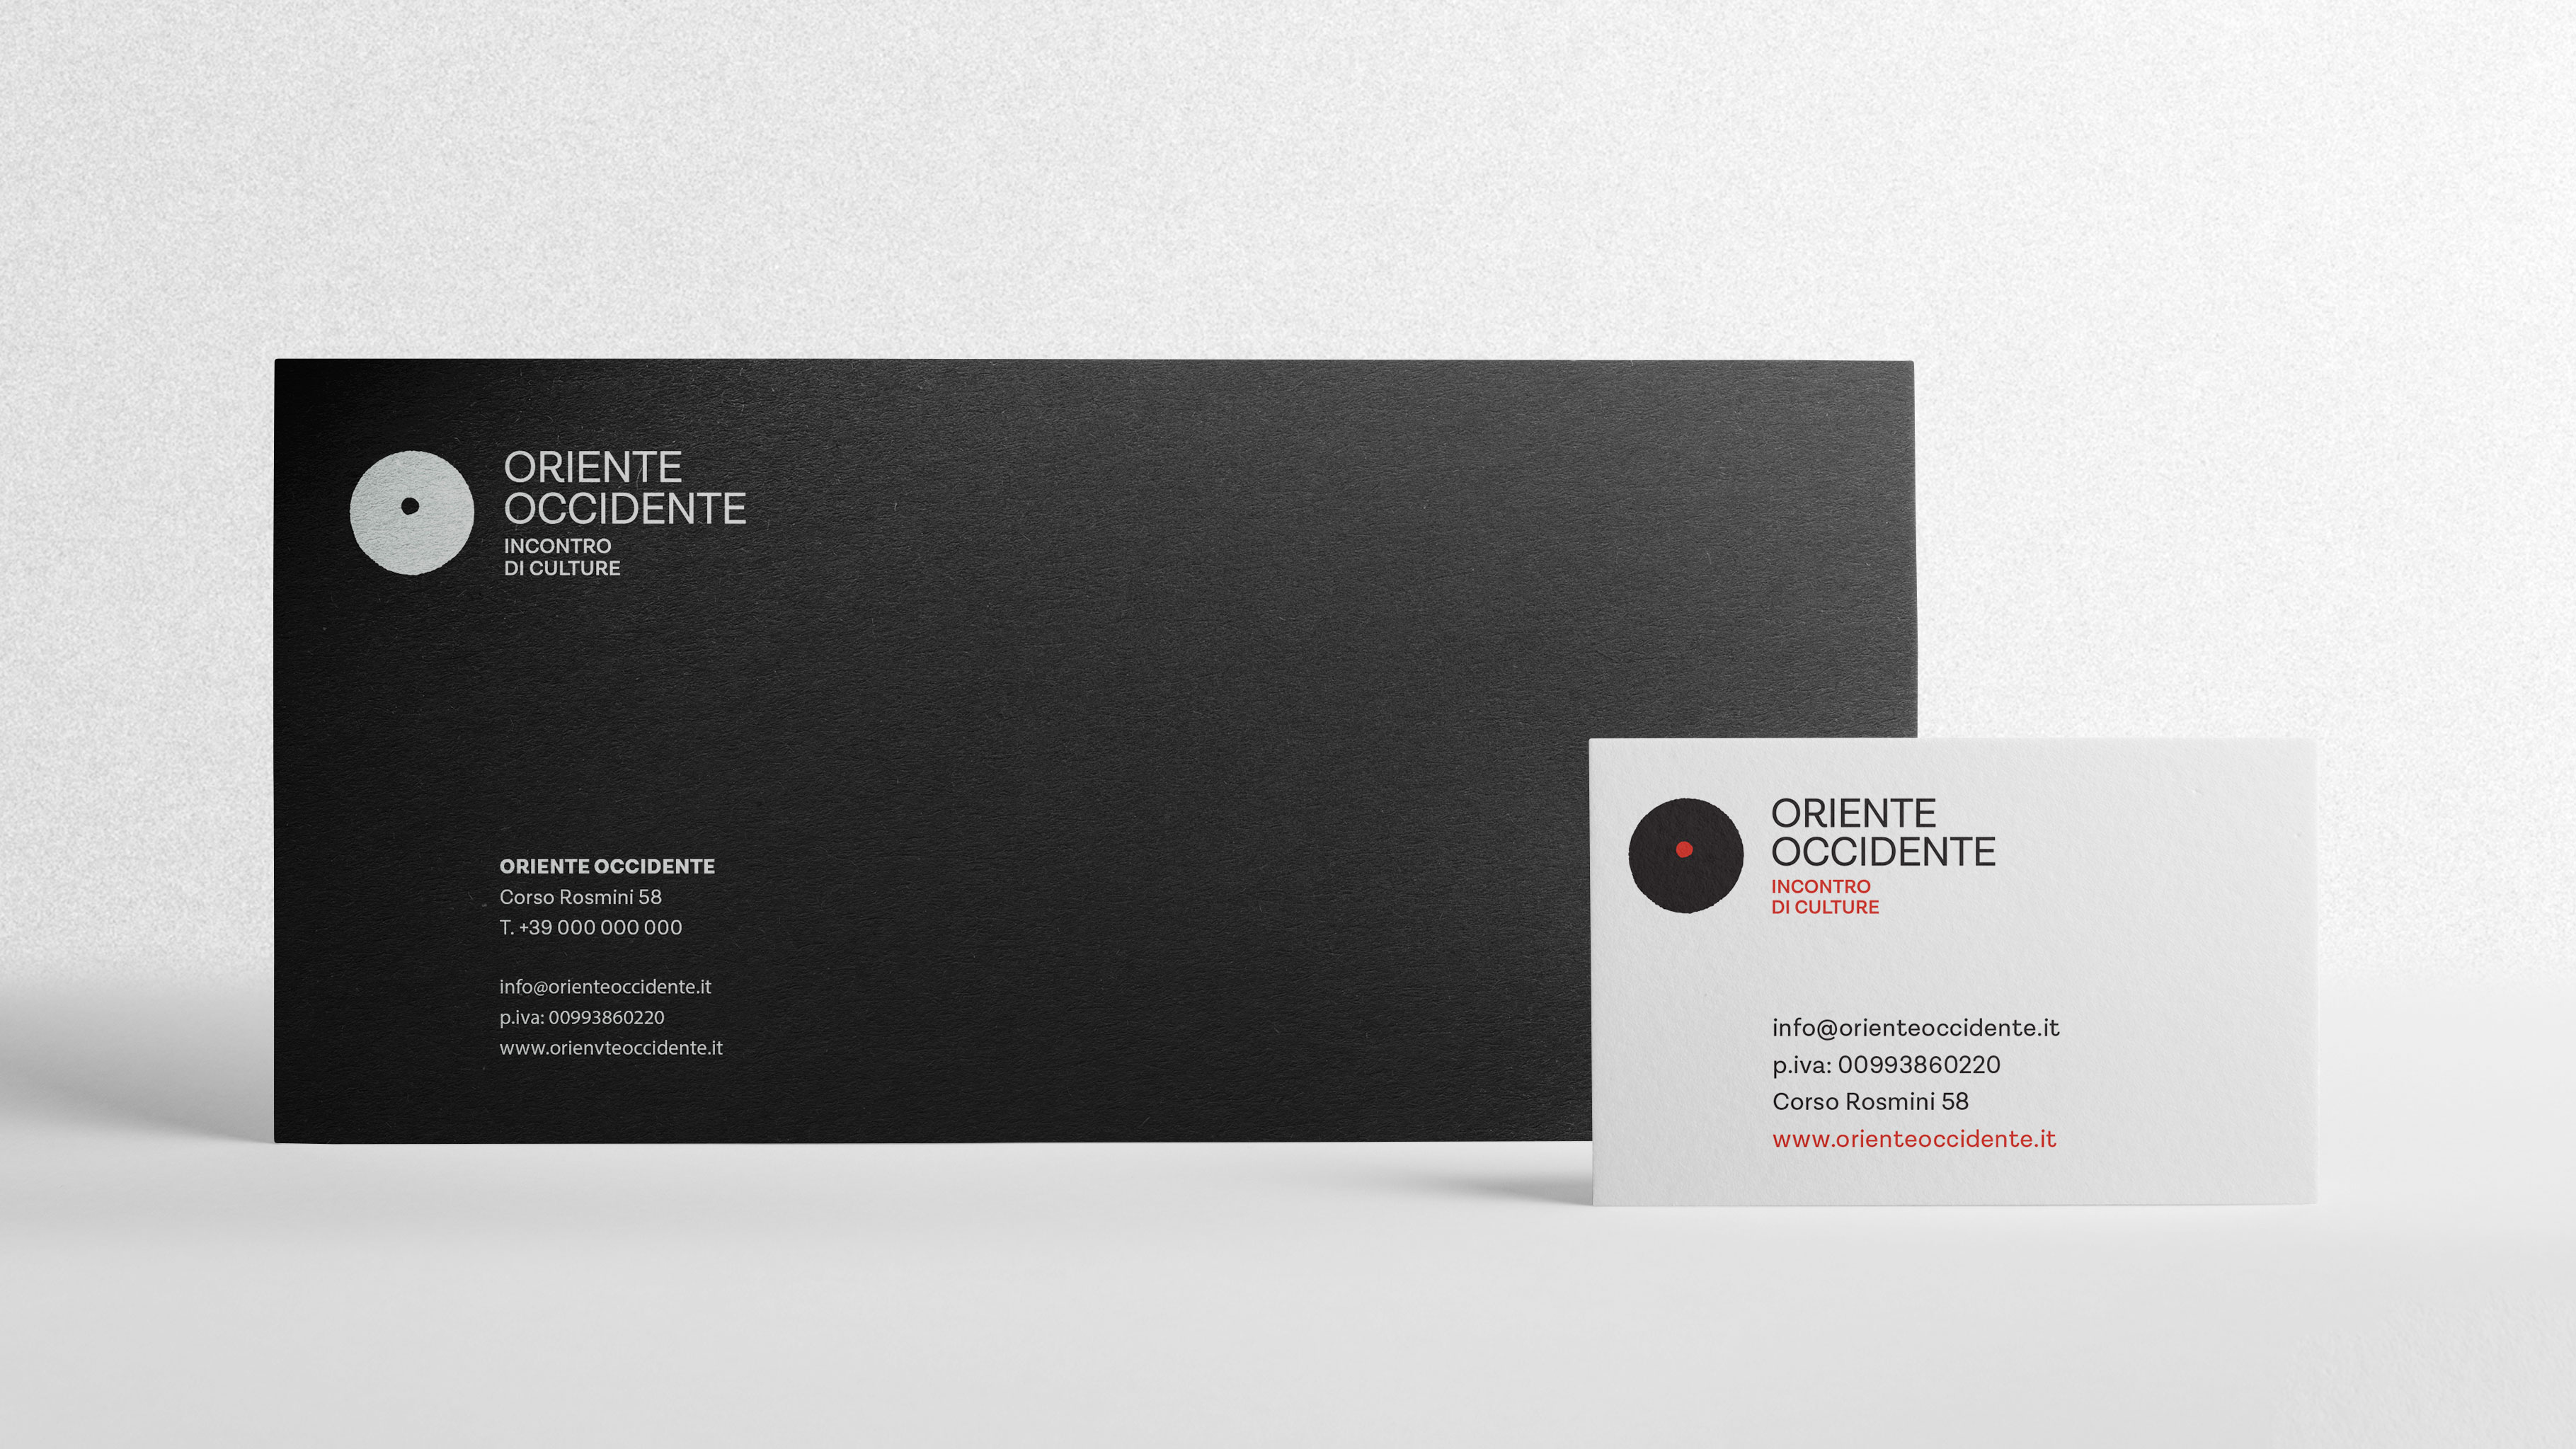 ORIENTE
OCCIDENTE
INCONTRO
DI CULTURE
ORIENTE OCCIDENTE
Corso Rosmini 58
T. +39 000 000 000
info@orienteoccidente.it
p.iva: 00993860220
www.orienvteoccidente.it
ORIENTE
OCCIDENTE
INCONTRO
DI CULTURE
info@orienteoccidente.it
p.iva: 00993860220
Corso Rosmini 58
www.orienteoccidente.it